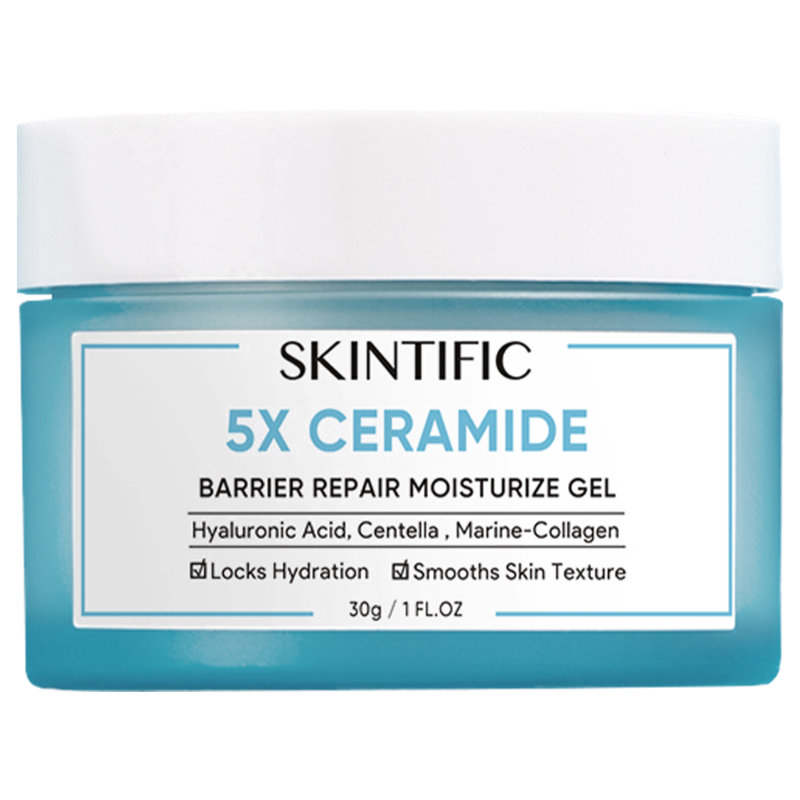 SKINTIFIC
5X CERAMIDE
BARRIER REPAIR MOISTURIZE GEL
Hyaluronic Acid, Centella , Marine-Collagen
☑Locks Hydration ☑Smooths Skin Texture
30g / 1 FL.OZ